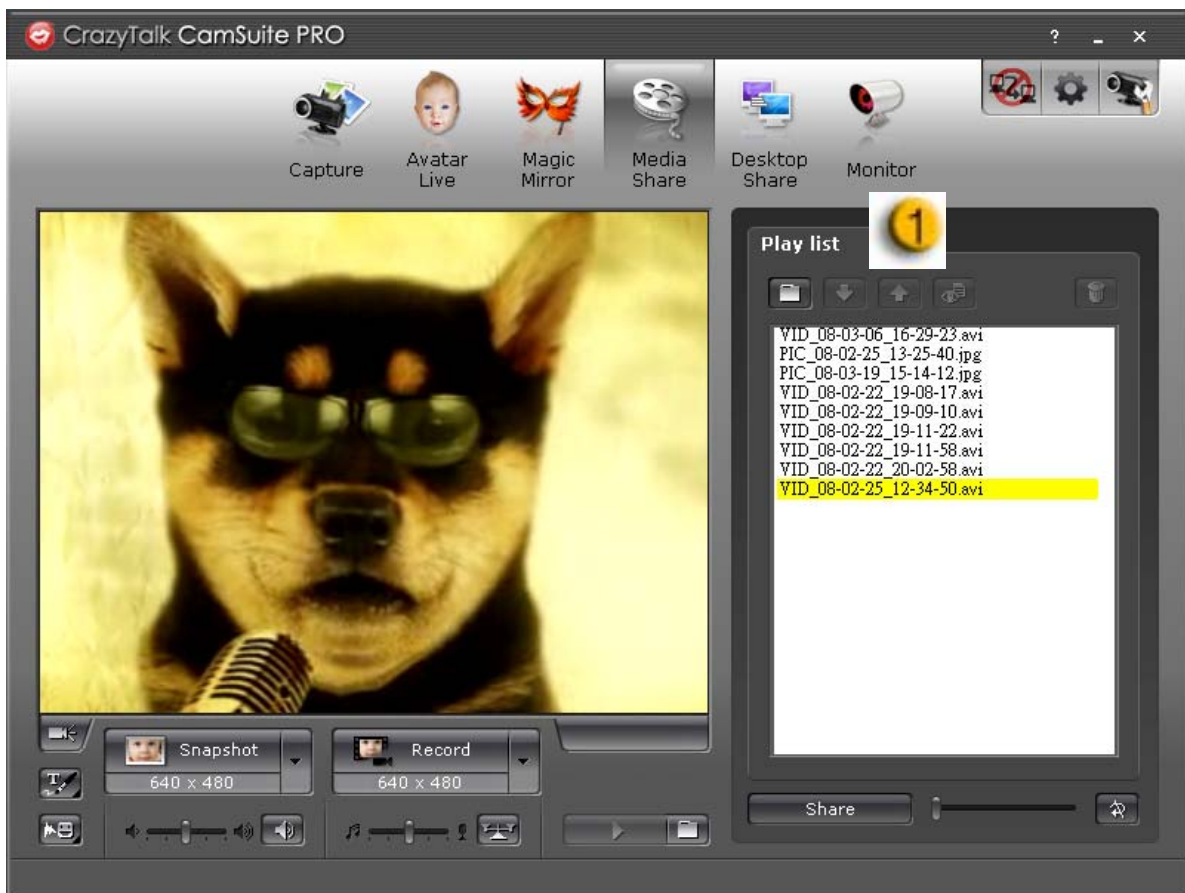 CrazyTalk CamSuite PRO
?
Capture
Avatar
Live
Magic
Mirror
Media
Share
Desktop
Share
Monitor
Play list
1
VID_08-03-06_16-29-23.avi
PIC_08-02-25_13-25-40.jpg
PIC_08-03-19_15-14-12.jpg
VID_08-02-22_19-08-17.avi
VID_08-02-22_19-09-10.avi
VID_08-02-22_19-11-22.avi
VID_08-02-22_19-11-58.avi
VID_08-02-22_20-02-58.avi
VID_08-02-25_12-34-50.avi
Snapshot
640 x 480
Record
640 x 480
T
Share